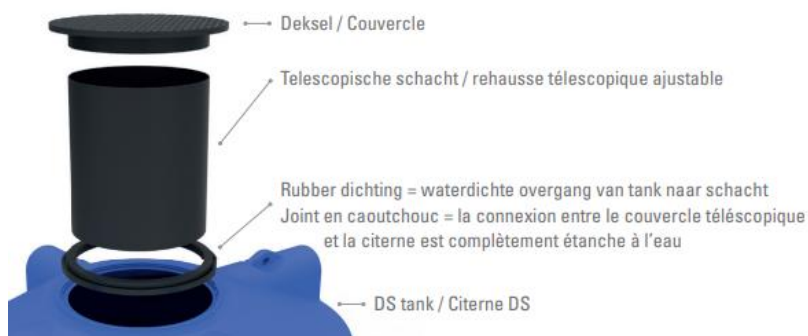 Deksel / Couvercle
Telescopische schacht / rehausse télescopique ajustable
Rubber dichting = waterdichte overgang van tank naar schacht
Joint en caoutchouc = la connexion entre le couvercle téléscopique
et la citerne est complètement étanche à l'eau
DS tank / Citerne DS